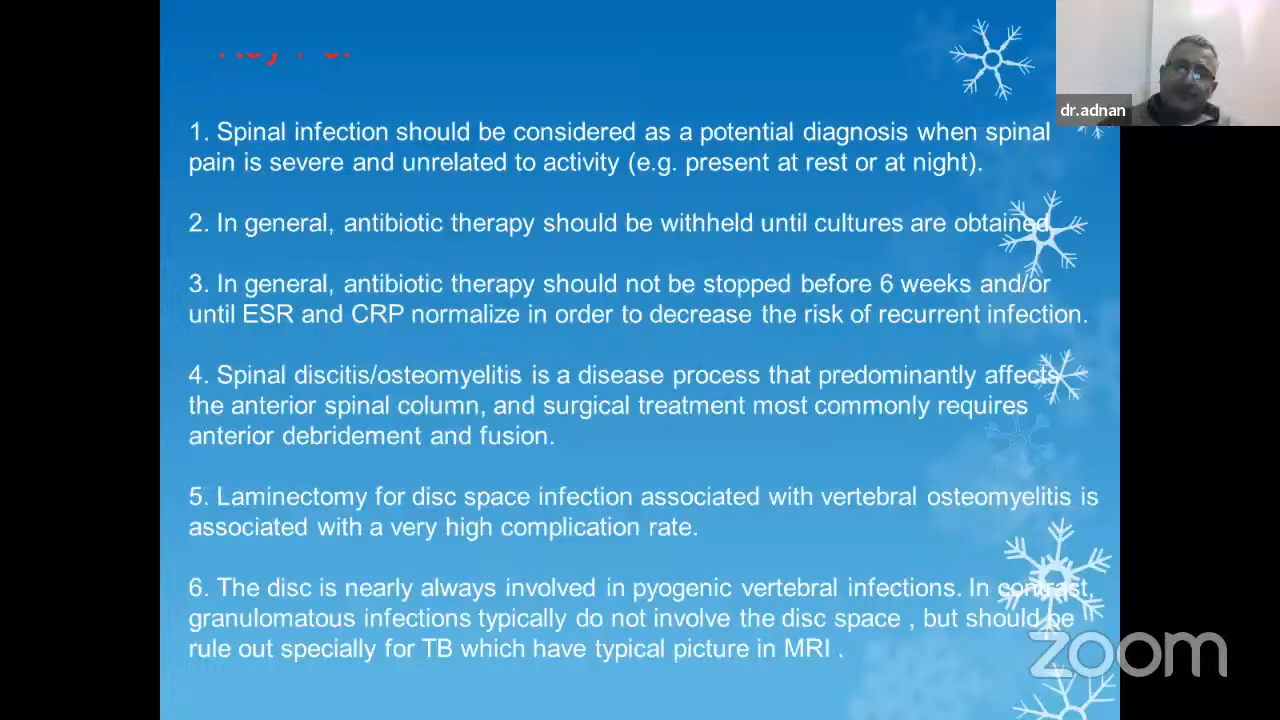 dr.adnan
1. Spinal infection should be considered as a potential diagnosis when spinal
pain is severe and unrelated to activity (e.g. present at rest or at night).
2. In general, antibiotic therapy should be withheld until cultures are obtained.
3. In general, antibiotic therapy should not be stopped before 6 weeks and/or
until ESR and CRP normalize in order to decrease the risk of recurrent infection.
4. Spinal discitis/osteomyelitis is a disease process that predominantly affects
the anterior spinal column, and surgical treatment most commonly requires
anterior debridement and fusion.
5. Laminectomy for disc space infection associated with vertebral osteomyelitis is
associated with a very high complication rate.
6. The disc is nearly always involved in pyogenic vertebral infections. In contrast,
granulomatous infections typically do not involve the disc space , but should be
rule out specially for TB which have typical picture in MRI .
zoom